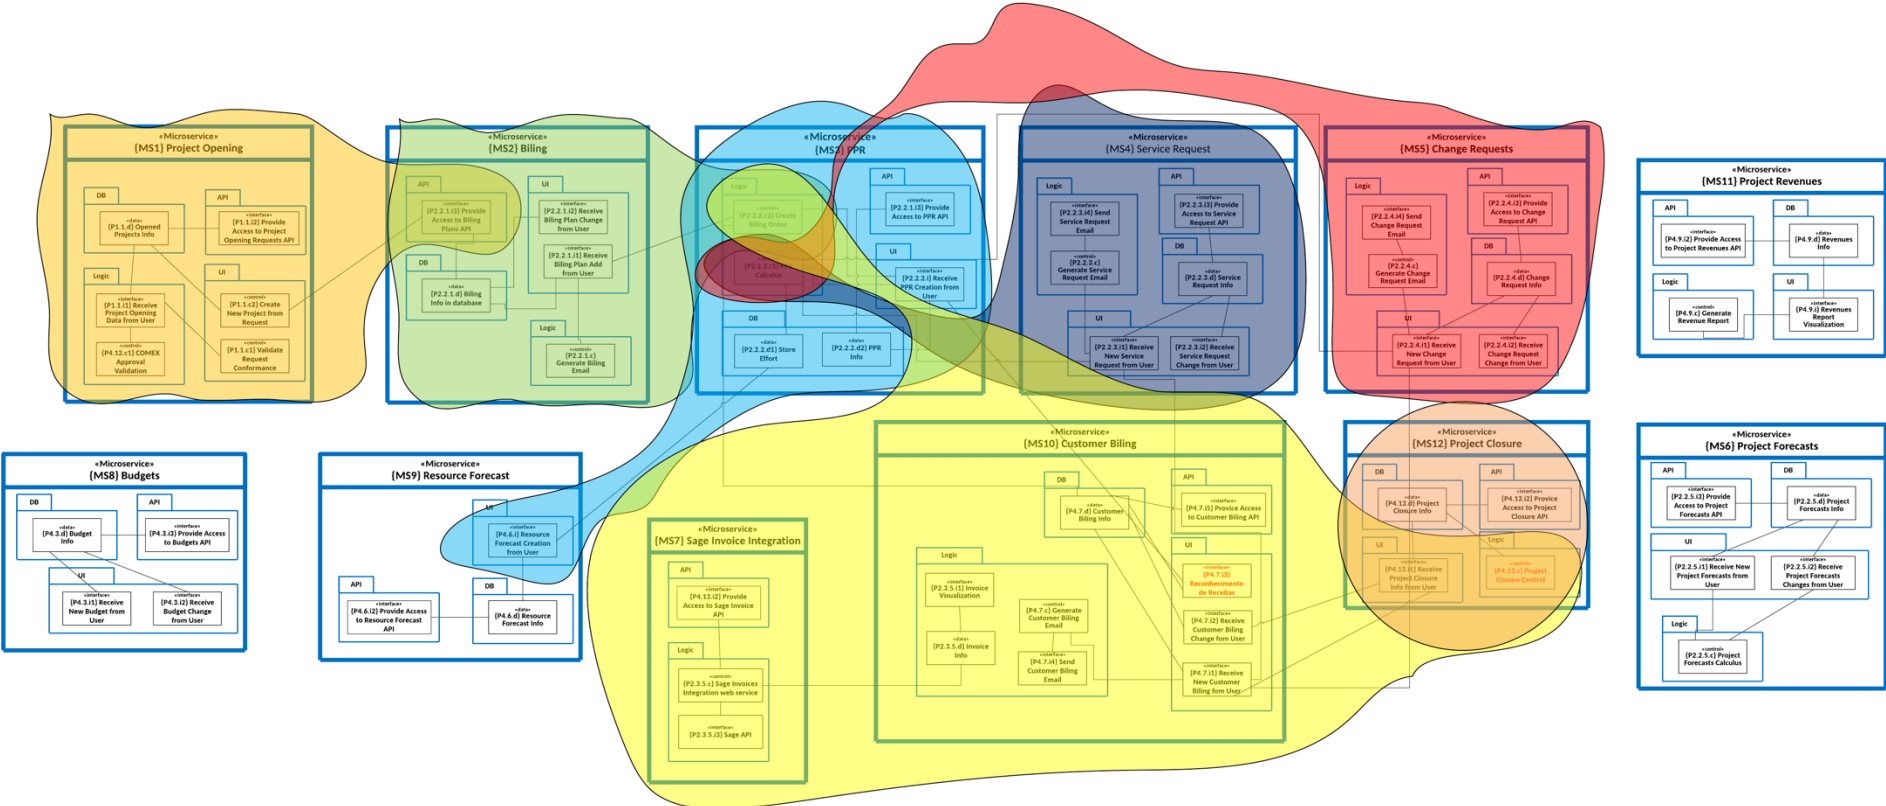 «Microservice»
{MS1} Project Opening
DB
«data»
{P1.1.d} Opened
Projects Info
API
«interface»
{P1.1.i2} Provide
Access to Project
Opening Requests API
Logic
«interface»
{P1.1.i1} Receive
Project Opening
Data from User
«control»
{P4.12.c1} COMEX
Approval
Validation
UI
«control»
{P1.1.c2} Create
New Project from
Request
«control»
{P1.1.c1} Validate
Request
Conformance
«Microservice»
{MS2} Biling
API
«interface»
{P2.2.1.i3} Provide
Access to Biling
Plans API
UI
«interface»
{P2.2.1.i2} Receive
Biling Plan Change
from User
«interface»
{P2.2.1.i1} Receive
Biling Plan Add
from User
DB
«data»
{P2.2.1.d} Biling
Info in database
Logic
«control»
{P2.2.1.c}
Generate Biling
Email
«Microservice»
{MS3} PPR
Logic
{P2.2.2.c2} Create
Biling Order
Calculus
API
«interface»
{P2.2.1.i3} Provide
Access to PPR API
UI
«interface»
{P2.2.2.i} Receive
PPR Creation from
User
DB
«data»
{P2.2.2.d1} Store
Effort
«data»
{P2.2.2.d2} PPR
Info
«Microservice»
{MS4} Service Request
Logic
«interface»
{P2.2.3.i4} Send
Service Request
Email
«control»
{P2.2.3.c}
Generate Service
Request Email
API
«interface»
{P2.2.3.i3} Provide
Access to Service
Request API
DB
«data»
{P2.2.3.d} Service
Request Info
UI
«interface»
{P2.2.3.i1} Receive
New Service
Request from User
«interface»
{P2.2.3.i2} Receive
Service Request
Change from User
«Microservice»
{MS5} Change Requests
Logic
«interface»
{P2.2.4.i4} Send
Change Request
Email
«control»
{P2.2.4.c}
Generate Change
Request Email
API
«interface»
{P2.2.4.i3} Provide
Access to Change
Request API
DB
«data»
{P2.2.4.d} Change
Request Info
UI
«interface»
{P2.2.4.i1} Receive
New Change
Request from User
«interface»
{P2.2.4.i2} Receive
Change Request
Change from User
«Microservice»
{MS11} Project Revenues
API
«interface»
{P4.9.i2} Provide Access
to Project Revenues API
DB
«data»
{P4.9.d} Revenues
Info
Logic
«control»
{P4.9.c} Generate
Revenue Report
UI
«interface»
{P4.9.i} Revenues
Report
Visualization
«Microservice»
{MS8} Budgets
DB
«data»
{P4.3.d} Budget
Info
API
«interface»
{P4.3.i3} Provide Access
to Budgets API
UI
«interface»
{P4.3.i1} Receive
New Budget from
User
«interface»
{P4.3.i2} Receive
Budget Change
from User
«Microservice»
{MS9} Resource Forecast
UI
«interface»
{P4.6.i} Resource
Forecast Creation
from User
API
«interface»
{P4.6.i2} Provide Access
to Resource Forecast
API
DB
«data»
{P4.6.d} Resource
Forecast Info
«Microservice»
{MS7} Sage Invoice Integration
API
«interface»
{P4.13.i2} Provide
Access to Sage Invoice
API
Logic
«control»
{P2.3.5.c} Sage Invoices
Integration web service
«interface»
{P2.3.5.i3} Sage API
«Microservice»
{MS10} Customer Biling
DB
«data»
{P4.7.d} Customer
Biling Info
API
«interface»
{P4.7.i5} Provice Access
to Customer Biling API
Logic
«interface»
{P2.3.5.i1} Invoice
Visualization
«data»
{P2.3.5.d} Invoice
Info
«control»
{P4.7.c} Generate
Customer Biling
Email
«interface»
{P4.7.i4} Send
Customer Biling
Email
UI
«interface»
{P4.7.i3}
Reconhecimento
de Receitas
«interface»
{P4.7.i2} Receive
Customer Biling
Change fom User
«interface»
{P4.7.i1} Receive
New Customer
Biling fom User
«Microservice»
{MS12} Project Closure
DB
«data»
{P4.13.d} Project
Closure Info
API
«interface»
{P4.13.i2} Provice
Access to Project
Closure API
UI
«interface»
{P4.13.i1} Receive
Project Closure
Info from User
Logic
«control»
{P4.13.c} Project
Closure Control
«Microservice»
{MS6} Project Forecasts
API
«interface»
{P2.2.5.i3} Provide
Access to Project
Forecasts API
DB
«data»
{P2.2.5.d} Project
Forecasts Info
UI
«interface»
{P2.2.5.i1} Receive New
Project Forecasts from
User
«interface»
{P2.2.5.i2} Receive
Project Forecasts
Changes from User
Logic
«control»
{P2.2.5.c} Project
Forecasts Calculus